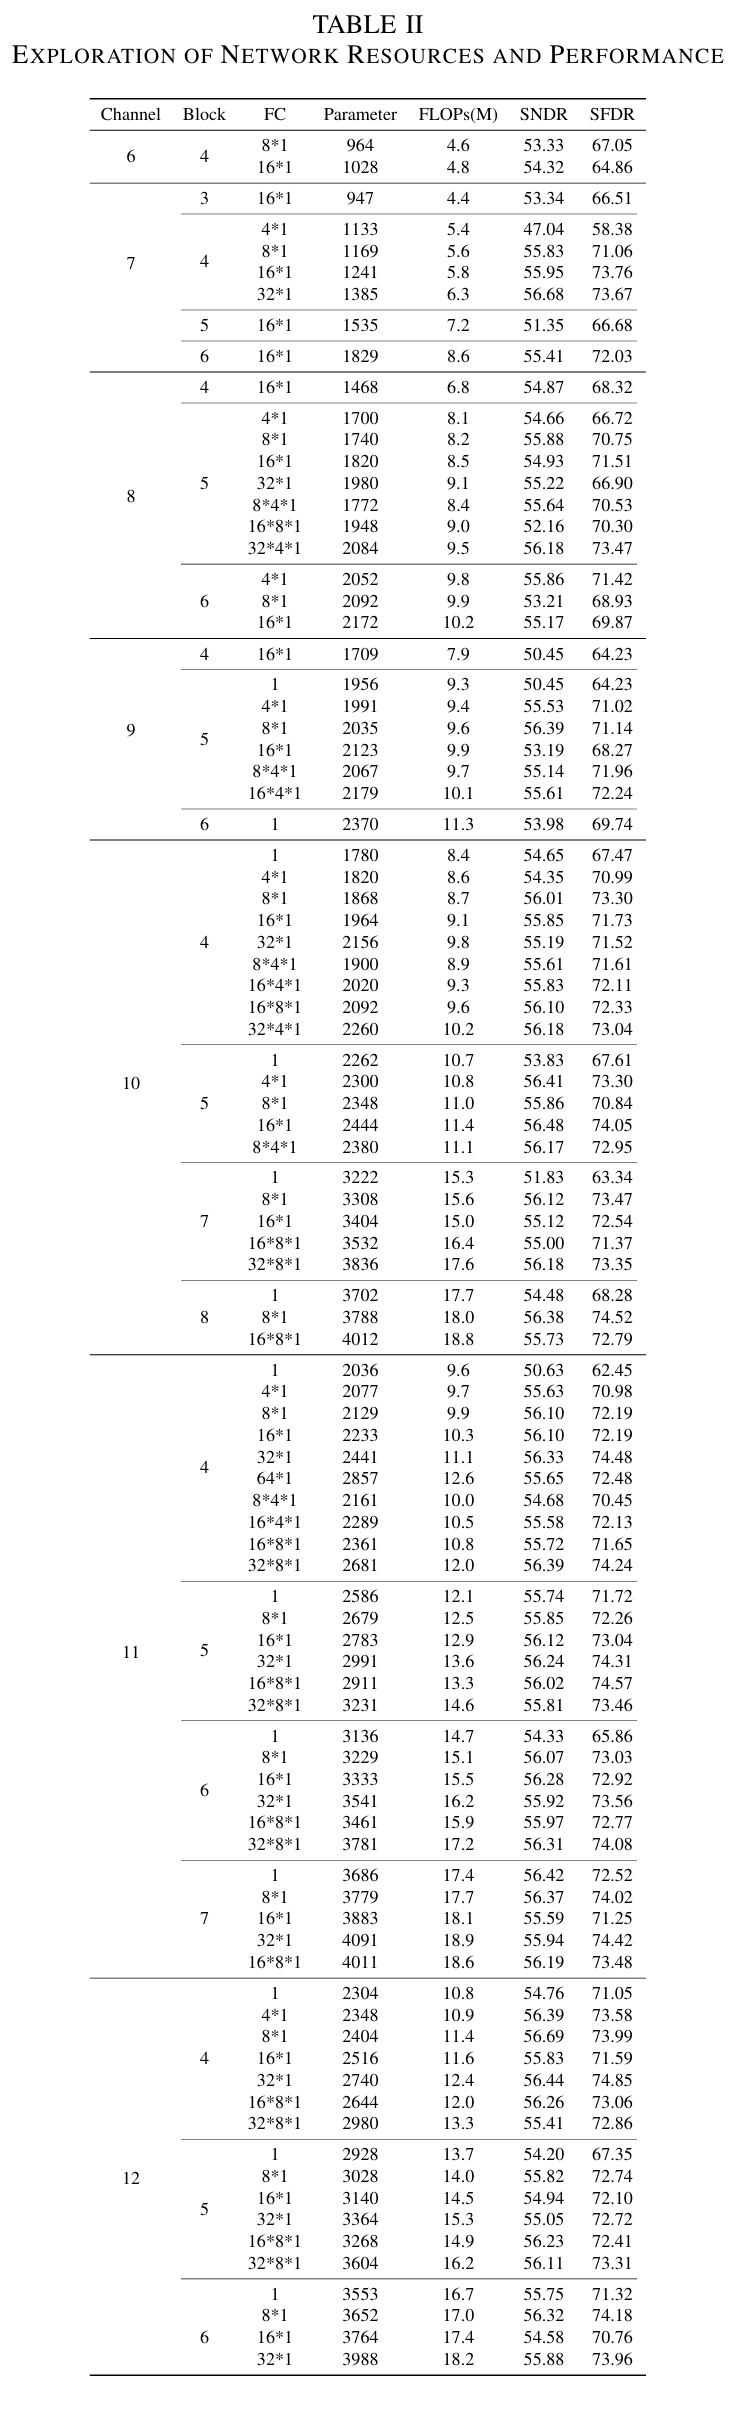 TABLE II
EXPLORATION OF NETWORK RESOURCES AND PERFORMANCE
Channel Block FC Parameter FLOPs(M) SNDR SFDR
6 4 8*1 964 4.6 53.33 67.05
16*1 1028 4.8 54.32 64.86
7 3 16*1 947 4.4 53.34 66.51
4 4*1 1133 5.4 47.04 58.38
8*1 1169 5.6 55.83 71.06
16*1 1241 5.8 55.95 73.76
32*1 1385 6.3 56.68 73.67
5 16*1 1535 7.2 51.35 66.68
6 16*1 1829 8.6 55.41 72.03
8 4 16*1 1468 6.8 54.87 68.32
5 4*1 1700 8.1 54.66 66.72
8*1 1740 8.2 55.88 70.75
16*1 1820 8.5 54.93 71.51
32*1 1980 9.1 55.22 66.90
8*4*1 1772 8.4 55.64 70.53
16*8*1 1948 9.0 52.16 70.30
32*4*1 2084 9.5 56.18 73.47
6 4*1 2052 9.8 55.86 71.42
8*1 2092 9.9 53.21 68.93
16*1 2172 10.2 55.17 69.87
9 4 16*1 1709 7.9 50.45 64.23
5 1 1956 9.3 50.45 64.23
4*1 1991 9.4 55.53 71.02
8*1 2035 9.6 56.39 71.14
16*1 2123 9.9 53.19 68.27
8*4*1 2067 9.7 55.14 71.96
16*4*1 2179 10.1 55.61 72.24
6 1 2370 11.3 53.98 69.74
10 4 1 1780 8.4 54.65 67.47
4*1 1820 8.6 54.35 70.99
8*1 1868 8.7 56.01 73.30
16*1 1964 9.1 55.85 71.73
32*1 2156 9.8 55.19 71.52
8*4*1 1900 8.9 55.61 71.61
16*4*1 2020 9.3 55.83 72.11
16*8*1 2092 9.6 56.10 72.33
32*4*1 2260 10.2 56.18 73.04
5 1 2262 10.7 53.83 67.61
4*1 2300 10.8 56.41 73.30
8*1 2348 11.0 55.86 70.84
16*1 2444 11.4 56.48 74.05
8*4*1 2380 11.1 56.17 72.95
7 1 3222 15.3 51.83 63.34
8*1 3308 15.6 56.12 73.47
16*1 3404 15.0 55.12 72.54
16*8*1 3532 16.4 55.00 71.37
32*8*1 3836 17.6 56.18 73.35
8 1 3702 17.7 54.48 68.28
8*1 3788 18.0 56.38 74.52
16*8*1 4012 18.8 55.73 72.79
11 4 1 2036 9.6 50.63 62.45
4*1 2077 9.7 55.63 70.98
8*1 2129 9.9 56.10 72.19
16*1 2233 10.3 56.10 72.19
32*1 2441 11.1 56.33 74.48
64*1 2857 12.6 55.65 72.48
8*4*1 2161 10.0 54.68 70.45
16*4*1 2289 10.5 55.58 72.13
16*8*1 2361 10.8 55.72 71.65
32*8*1 2681 12.0 56.39 74.24
5 1 2586 12.1 55.74 71.72
8*1 2679 12.5 55.85 72.26
16*1 2783 12.9 56.12 73.04
32*1 2991 13.6 56.24 74.31
16*8*1 2911 13.3 56.02 74.57
32*8*1 3231 14.6 55.81 73.46
6 1 3136 14.7 54.33 65.86
8*1 3229 15.1 56.07 73.03
16*1 3333 15.5 56.28 72.92
32*1 3541 16.2 55.92 73.56
16*8*1 3461 15.9 55.97 72.77
32*8*1 3781 17.2 56.31 74.08
7 1 3686 17.4 56.42 72.52
8*1 3779 17.7 56.37 74.02
16*1 3883 18.1 55.59 71.25
32*1 4091 18.9 55.94 74.42
16*8*1 4011 18.6 56.19 73.48
12 4 1 2304 10.8 54.76 71.05
4*1 2348 10.9 56.39 73.58
8*1 2404 11.4 56.69 73.99
16*1 2516 11.6 55.83 71.59
32*1 2740 12.4 56.44 74.85
16*8*1 2644 12.0 56.26 73.06
32*8*1 2980 13.3 55.41 72.86
5 1 2928 13.7 54.20 67.35
8*1 3028 14.0 55.82 72.74
16*1 3140 14.5 54.94 72.10
32*1 3364 15.3 55.05 72.72
16*8*1 3268 14.9 56.23 72.41
32*8*1 3604 16.2 56.11 73.31
6 1 3553 16.7 55.75 71.32
8*1 3652 17.0 56.32 74.18
16*1 3764 17.4 54.58 70.76
32*1 3988 18.2 55.88 73.96